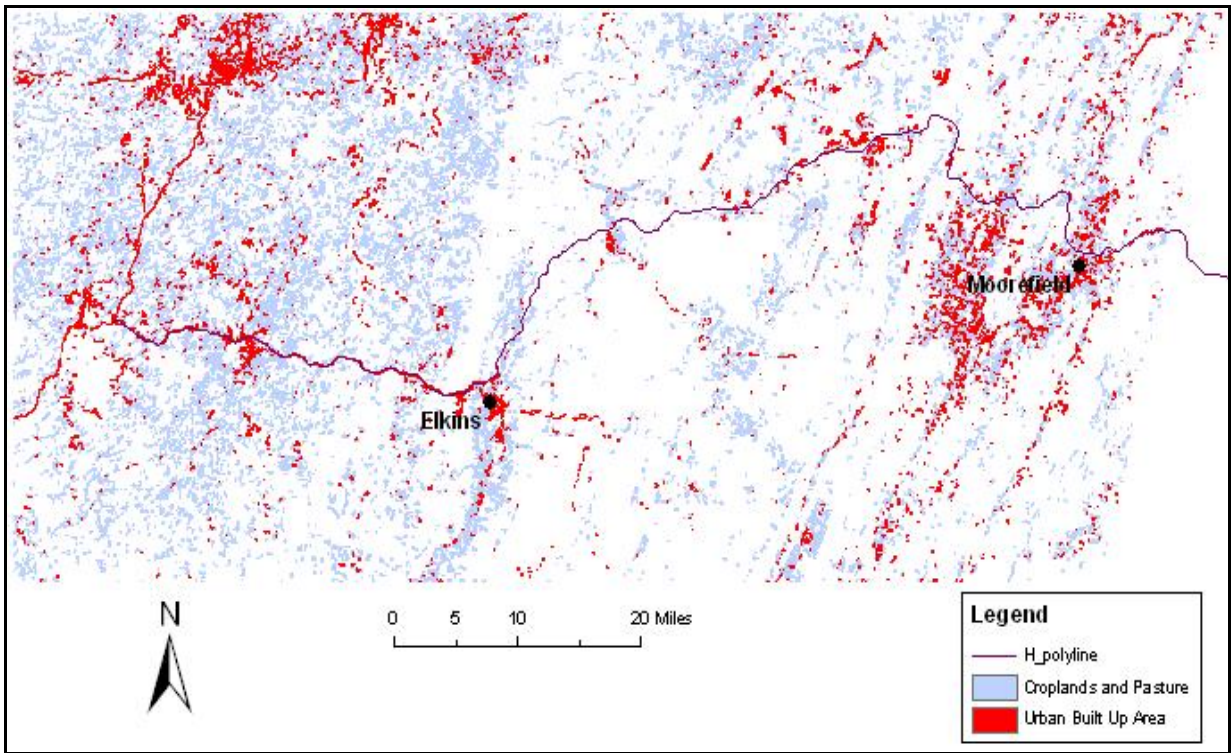 Moorefield
Elkins
N
0 5 10 20 Miles
Legend
H_polyline
Croplands and Pasture
Urban Built Up Area